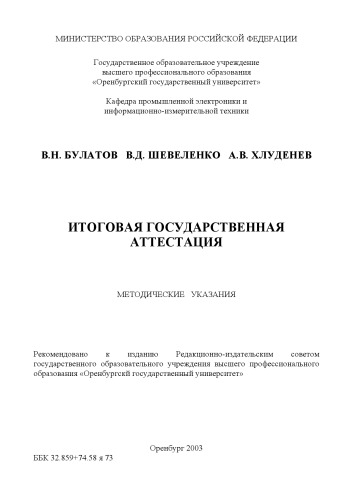 МИНИСТЕРСТВО ОБРАЗОВАНИЯ РОССИЙСКОЙ ФЕДЕРАЦИИ
Государственное образовательное учреждение
высшего профессионального образования
«Оренбургский государственный университет»
Кафедра промышленной электроники и
информационно-измерительной техники
В.Н. БУЛАТОВ В.Д. ШЕВЕЛЕНКО А.В. ХЛУДЕНЕВ
ИТОГОВАЯ ГОСУДАРСТВЕННАЯ
АТТЕСТАЦИЯ
МЕТОДИЧЕСКИЕ УКАЗАНИЯ
Рекомендовано к изданию Редакционно-издательским советом
государственного образовательного учреждения высшего профессионального
образования «Оренбургскй государственный университет»
Оренбург 2003
ББК 32.859+74.58 я 73